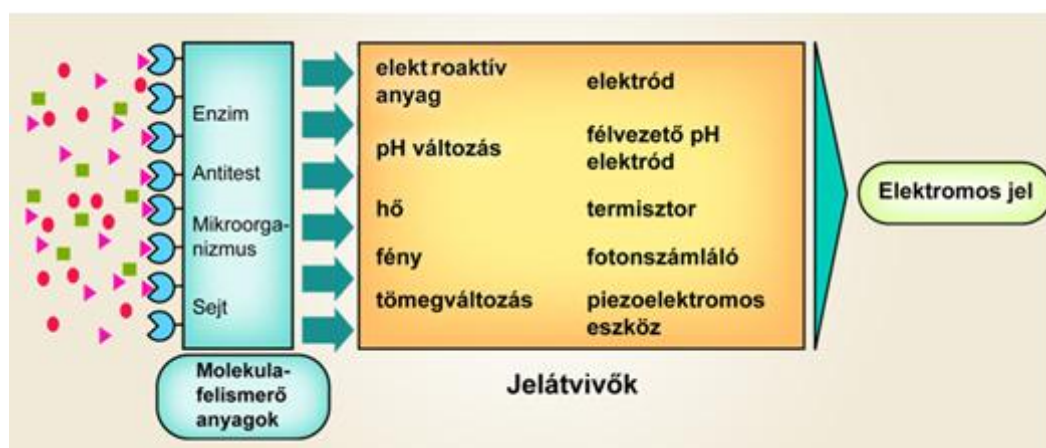 Enzim
Antitest
Mikroorga-
nizmus
Sejt
Molekula-
felismerő
anyagok
elekt roaktív
anyag
elektród
pH változás
félvezető pH
elektród
hő
termisztor
fény
fotonszámláló
tömegváltozás
piezoelektromos
eszköz
Jelátvivők
Elektromos jel